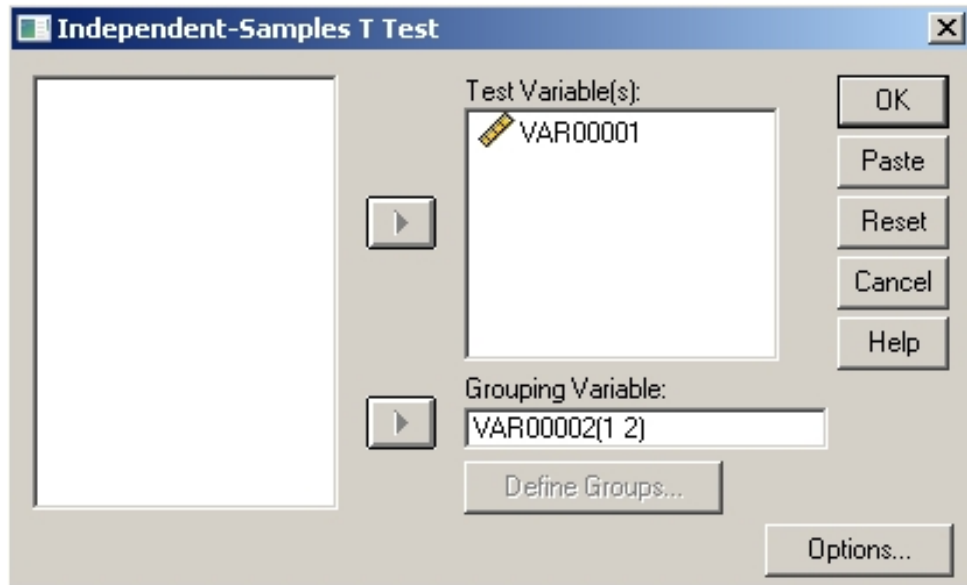 Independent-Samples T Test
Test Variable(s):
VAR00001
OK
Paste
Reset
Cancel
Help
Grouping Variable:
VAR00002(1 2)
Define Groups...
Options...